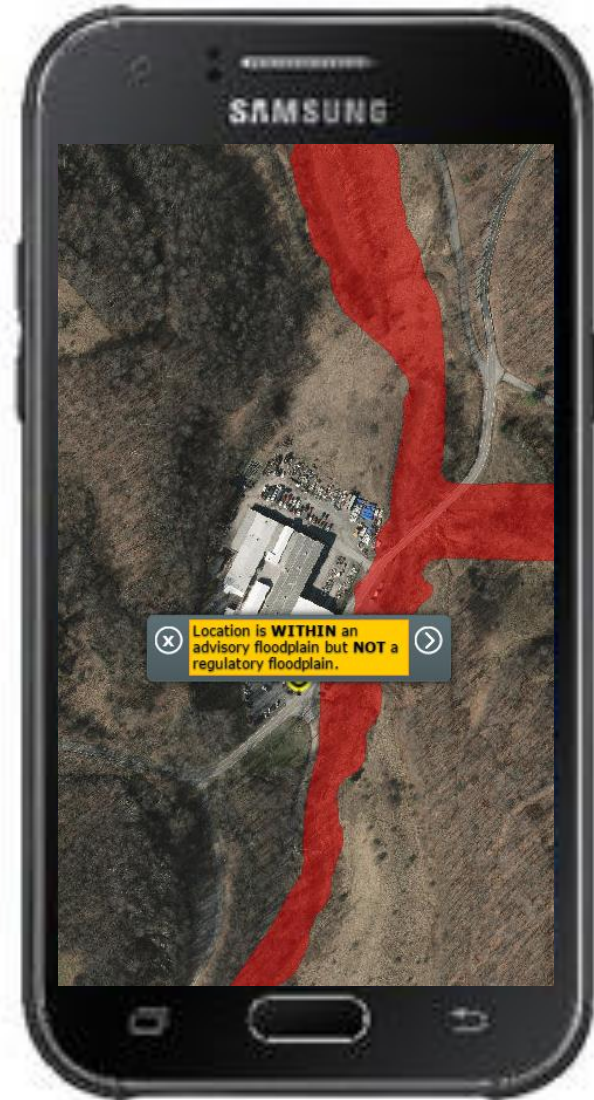 SAMSUNG
Location is WITHIN an
advisory floodplain but NOT a
regulatory floodplain.